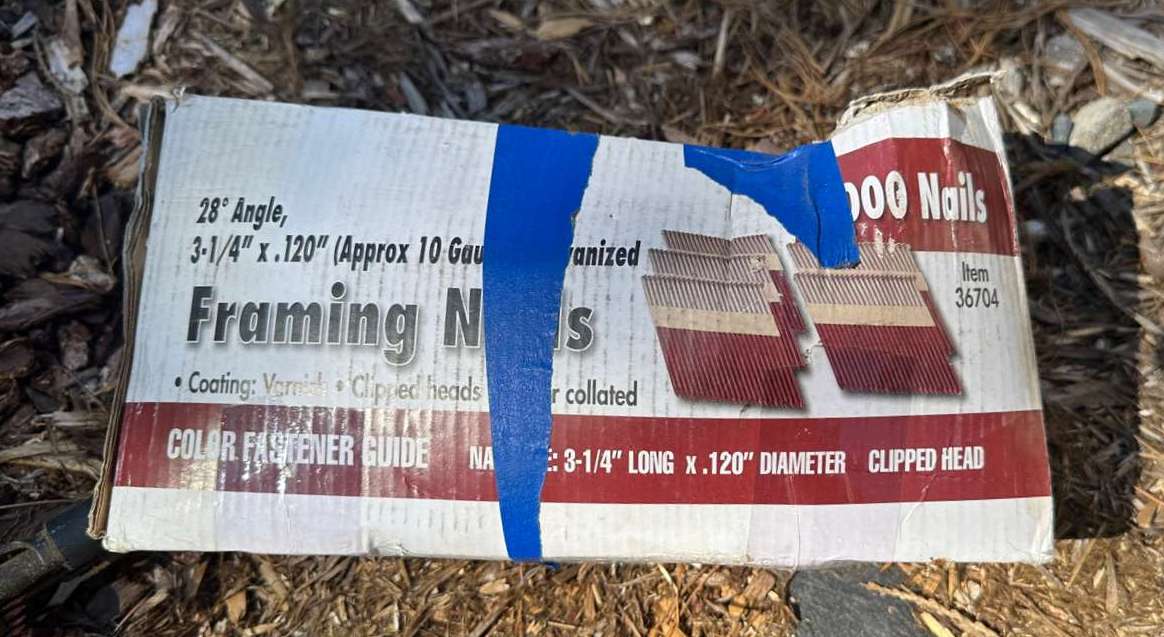 28° Angle,
3-1/4" x .120" (Approx 10 Gau vanized
Framing N ls
• Coating: Varnish • Clipped heads r collated
000 Nails
Item
36704
COLOR FASTENER GUIDE NA E: 3-1/4" LONG x .120" DIAMETER CLIPPED HEAD